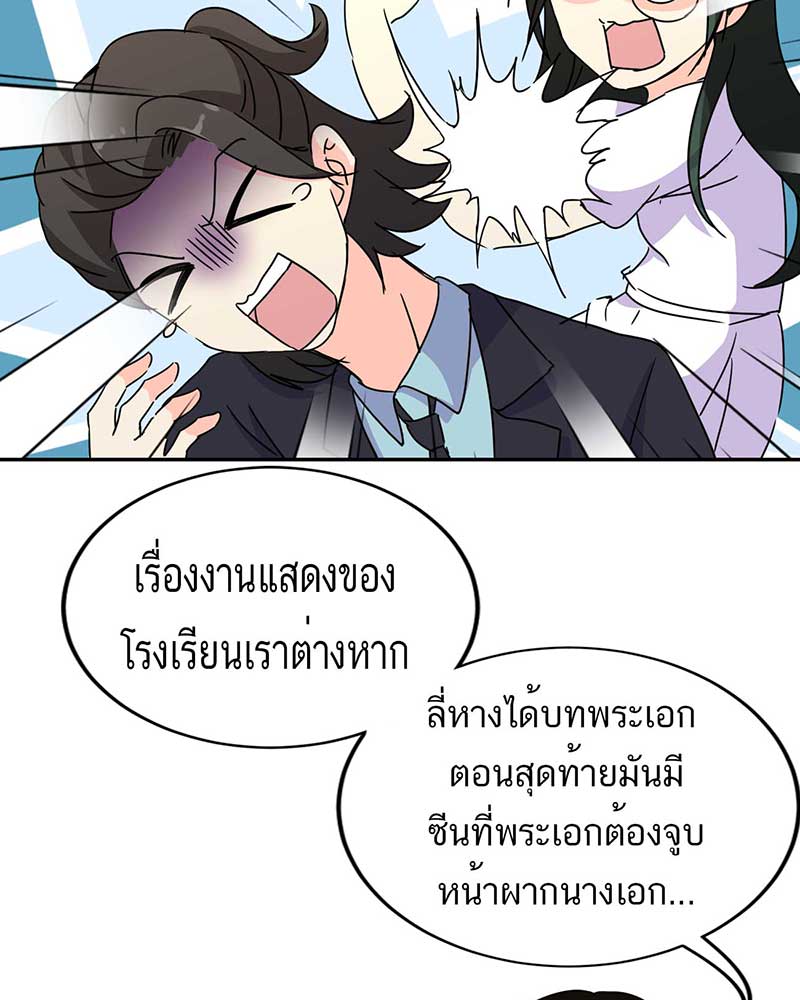 เรื่องงานแสดงของ
โรงเรียนเราต่างหาก
ลี่หางได้บทพระเอก
ตอนสุดท้ายมันมี
ซีนที่พระเอกต้องจูบ
หน้าผากนางเอก...